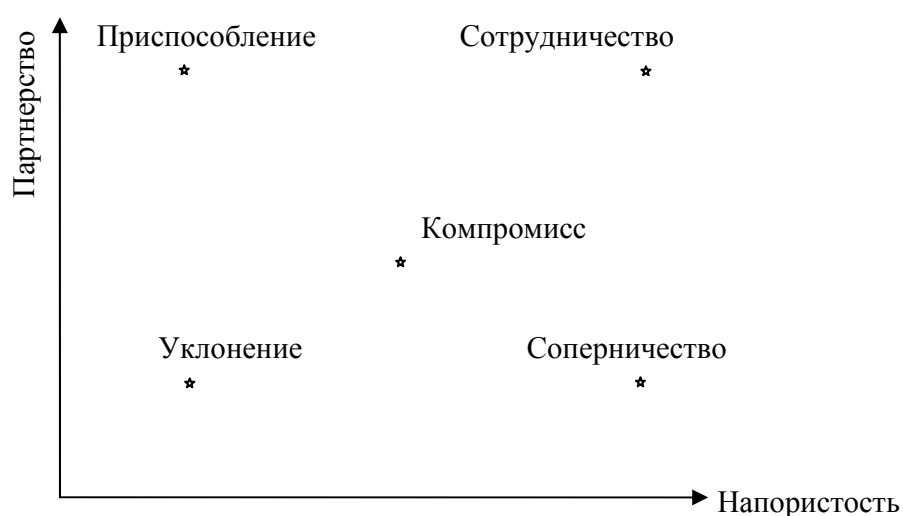 Приспособление
Сотрудничество
Партнерство
Компромисс
Уклонение
Соперничество
Напористость